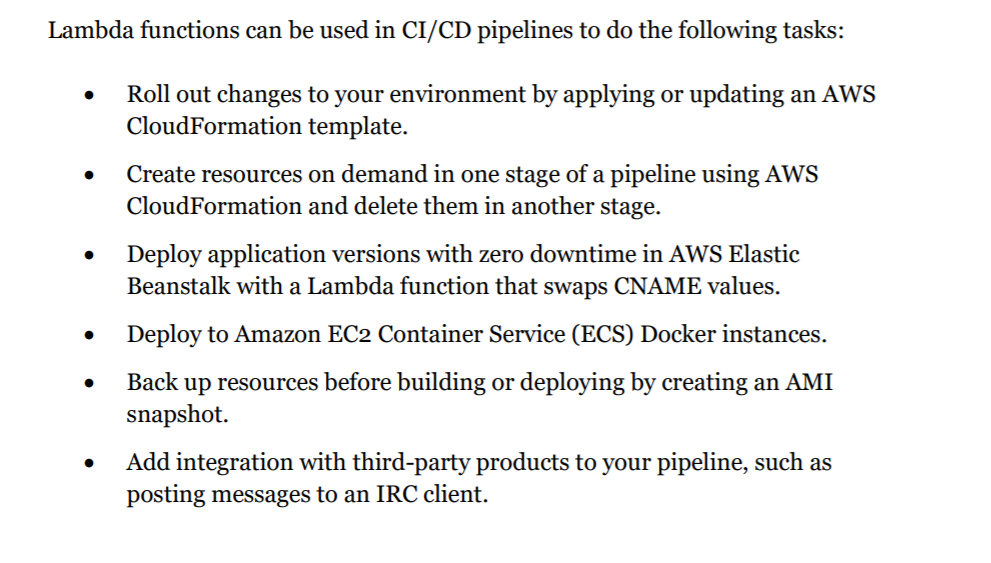 Lambda functions can be used in CI/CD pipelines to do the following tasks:
• Roll out changes to your environment by applying or updating an AWS
CloudFormation template.
• Create resources on demand in one stage of a pipeline using AWS
CloudFormation and delete them in another stage.
• Deploy application versions with zero downtime in AWS Elastic
Beanstalk with a Lambda function that swaps CNAME values.
• Deploy to Amazon EC2 Container Service (ECS) Docker instances.
• Back up resources before building or deploying by creating an AMI
snapshot.
• Add integration with third-party products to your pipeline, such as
posting messages to an IRC client.